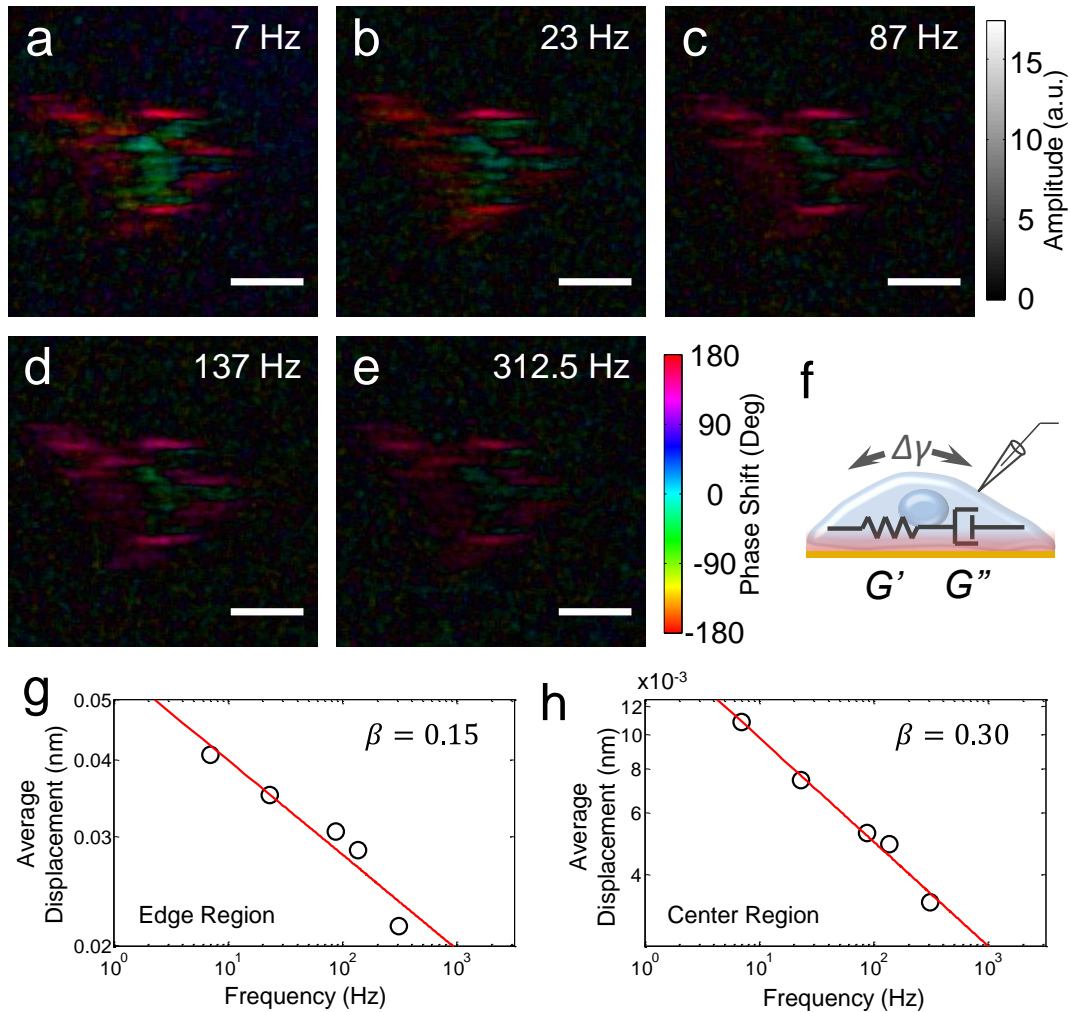 a
7 Hz
b
23 Hz
c
87 Hz
15
10
5
0
Amplitude (a.u.)
d
137 Hz
e
312.5 Hz
180
90
0
-90
-180
Phase Shift (Deg)
f
Δγ
G’
G”
g
0.05
0.04
0.03
0.02
Average
Displacement (nm)
β = 0.15
Edge Region
10⁰
10¹
10²
10³
Frequency (Hz)
h
x10⁻³
12
10
8
6
4
Average
Displacement (nm)
β = 0.30
Center Region
10⁰
10¹
10²
10³
Frequency (Hz)